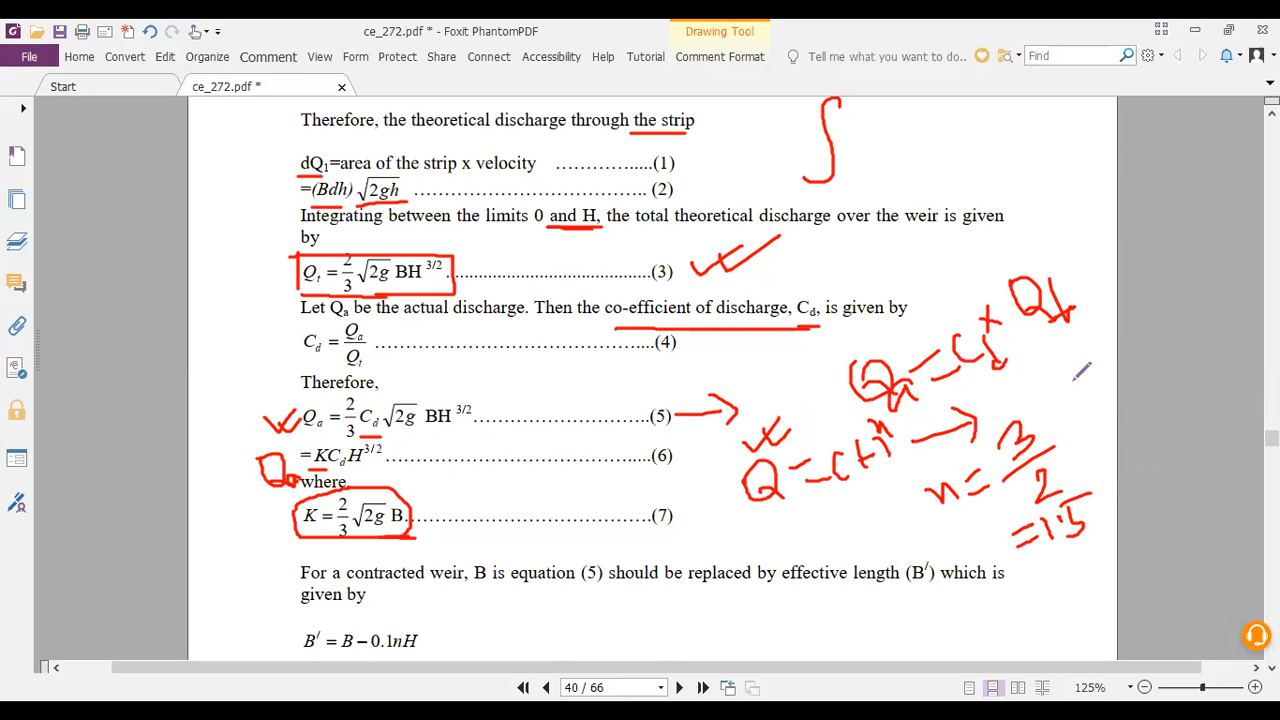 ce_272.pdf * - Foxit PhantomPDF
Drawing Tool
File Home Convert Edit Organize Comment View Form Protect Share Connect Accessibility Help Tutorial Comment Format Tell me what you want to do... Find
Start ce_272.pdf *
Therefore, the theoretical discharge through the strip
dQ₁=area of the strip x velocity ………….....(1)
=(Bdh) √2gh ………………………………. (2)
Integrating between the limits 0 and H, the total theoretical discharge over the weir is given
by
Qt = 2/3 √2g BH 3/2 ..........................................................(3)
Let Qa be the actual discharge. Then the co-efficient of discharge, Cd, is given by
Cd = Qa/Qt …………………………………....(4)
Qa = Cd × Qt
Therefore,
Qa = 2/3 Cd √2g BH 3/2 ……………………….(5) →
Q = CHⁿ → n = 3/2
= 1.5
Qa = KCdH3/2 …………………………………....(6)
where,
K = 2/3 √2g B …………………………………(7)
For a contracted weir, B is equation (5) should be replaced by effective length (B/) which is
given by
B/ = B – 0.1nH
40 / 66
125%